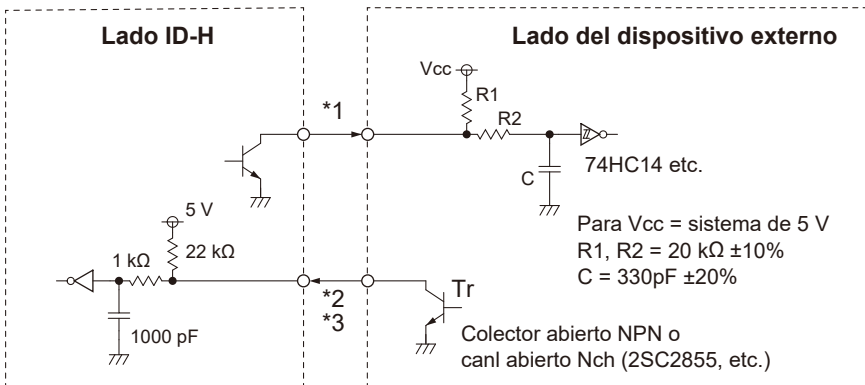 Lado ID-H
Lado del dispositivo externo
Vcc
R1
*1
R2
C
74HC14 etc.
5 V
Para Vcc = sistema de 5 V
R1, R2 = 20 kΩ ±10%
C = 330pF ±20%
1 kΩ
22 kΩ
*2
*3
Tr
1000 pF
Colector abierto NPN o
canl abierto Nch (2SC2855, etc.)